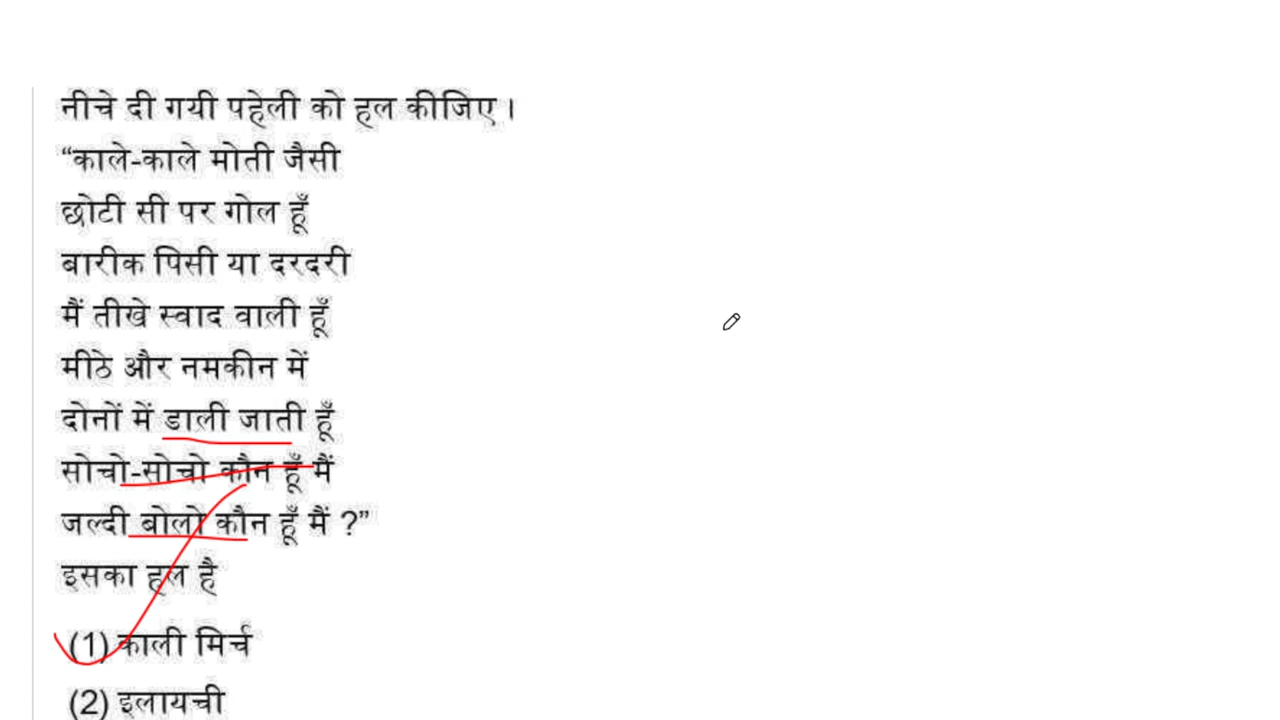 नीचे दी गयी पहेली को हल कीजिए ।
“काले-काले मोती जैसी
छोटी सी पर गोल हूँ
बारीक पिसी या दरदरी
मैं तीखे स्वाद वाली हूँ
मीठे और नमकीन में
दोनों में डाली जाती हूँ
सोचो-सोचो कौन हूँ मैं
जल्दी बोलो कौन हूँ मैं ?”
इसका हल है
(1) काली मिर्च
(2) इलायची